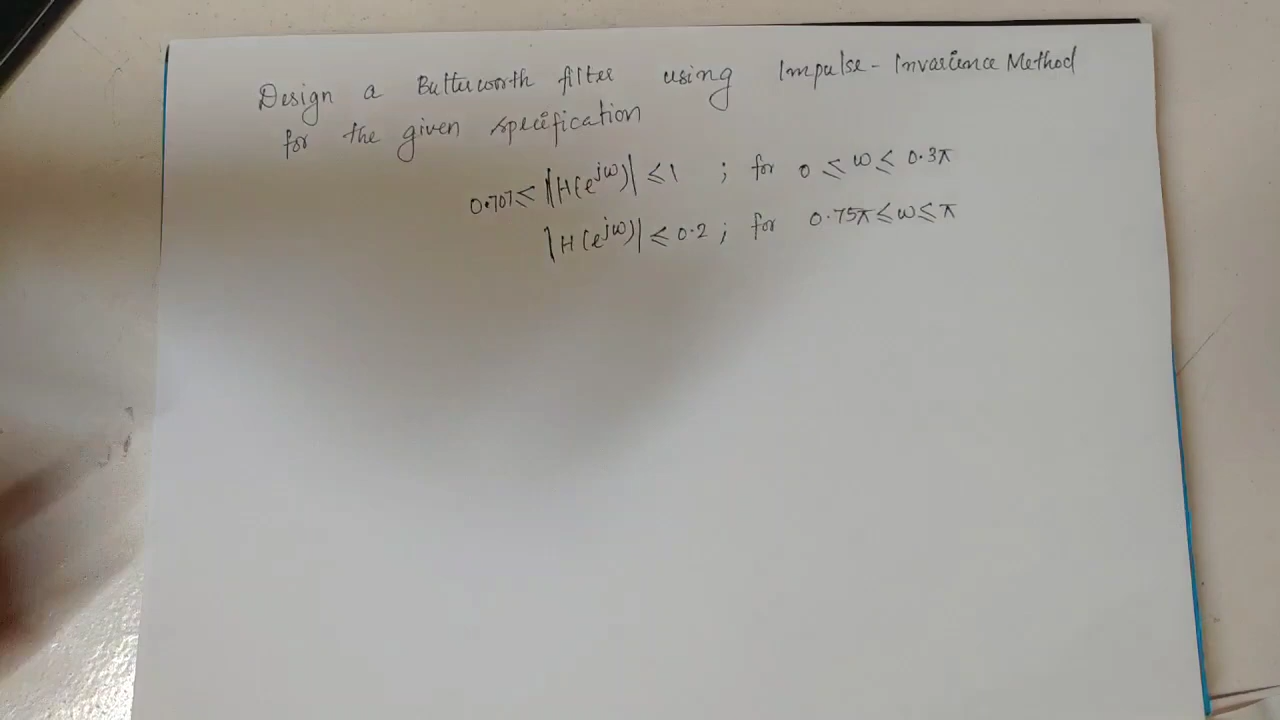 Design a Butterworth filter using Impulse-Invarience Method
for the given specification
0.707 ≤ |H(e^jω)| ≤ 1 ; for 0 ≤ ω ≤ 0.3π
|H(e^jω)| ≤ 0.2 ; for 0.75π ≤ ω ≤ π